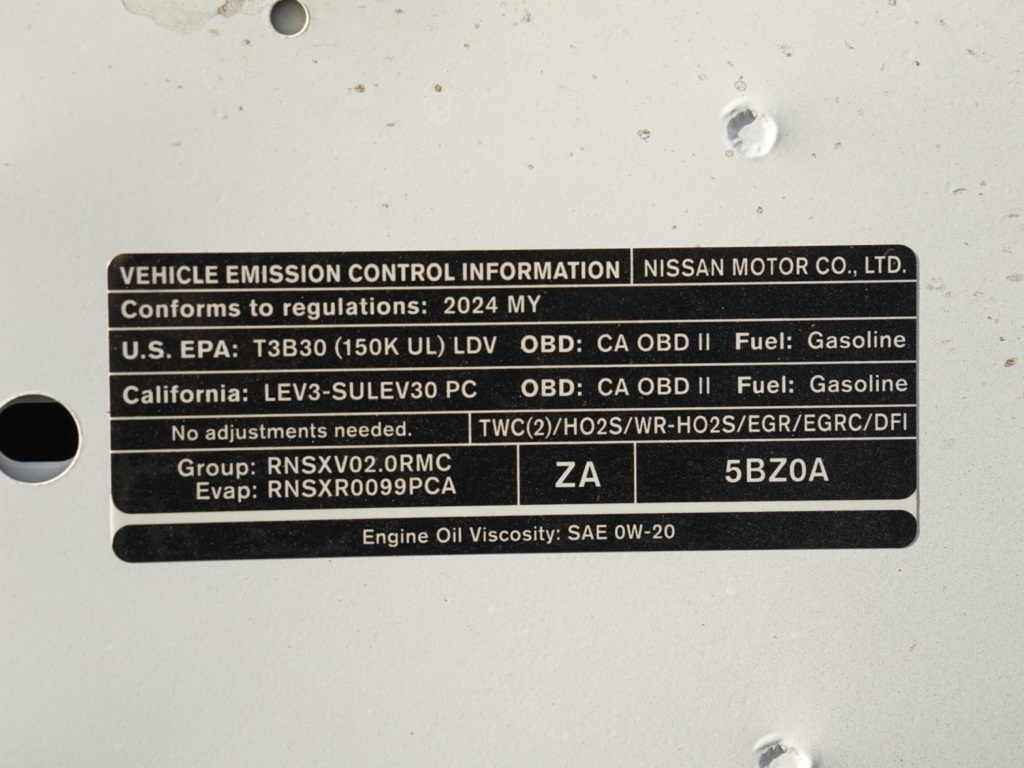 VEHICLE EMISSION CONTROL INFORMATION NISSAN MOTOR CO., LTD.
Conforms to regulations: 2024 MY
U.S. EPA: T3B30 (150K UL) LDV OBD: CA OBD II Fuel: Gasoline
California: LEV3-SULEV30 PC OBD: CA OBD II Fuel: Gasoline
No adjustments needed. TWC(2)/HO2S/WR-HO2S/EGR/EGRC/DFI
Group: RNSXV02.0RMC
Evap: RNSXR0099PCA
ZA
5BZ0A
Engine Oil Viscosity: SAE 0W-20